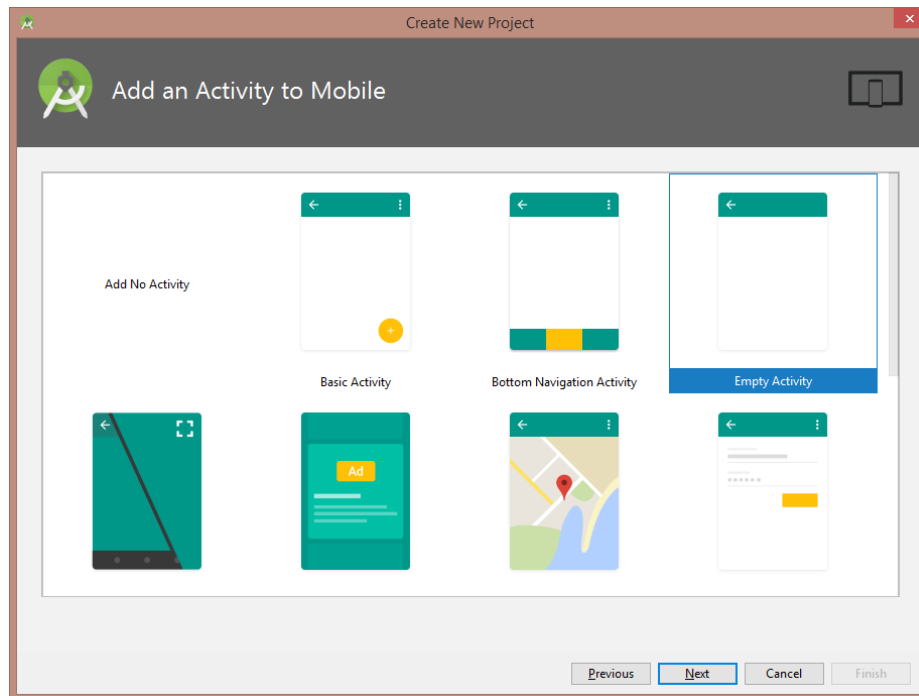 Create New Project
Add an Activity to Mobile
Add No Activity
Basic Activity
Bottom Navigation Activity
Empty Activity
Ad
Previous
Next
Cancel
Finish